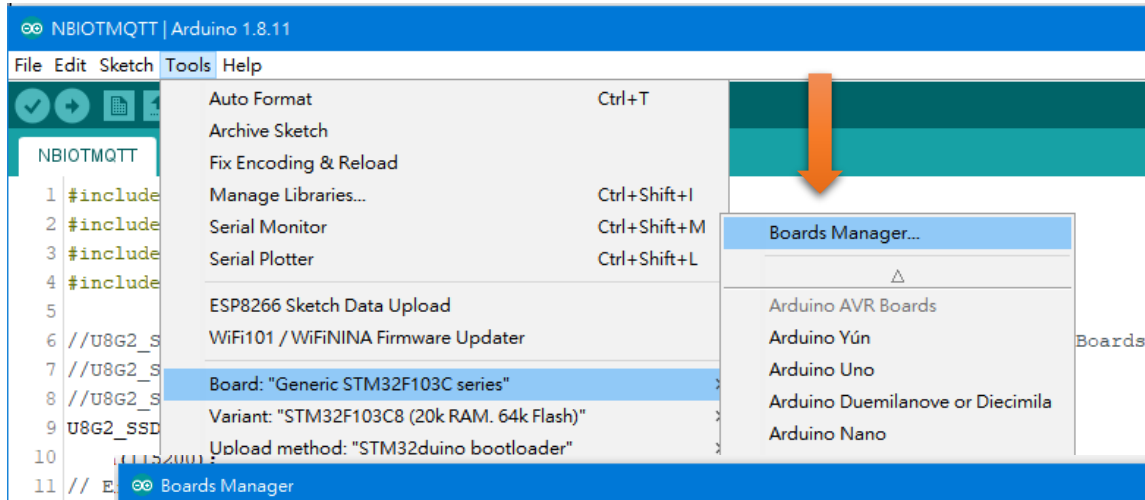 NBIOTMQTT | Arduino 1.8.11
File Edit Sketch Tools Help
NBIOTMQTT
1 #include
2 #include
3 #include
4 #include
5
6 //U8G2_S
7 //U8G2_S
8 //U8G2_S
9 U8G2_SSD
10
11 // E
Auto Format Ctrl+T
Archive Sketch
Fix Encoding & Reload
Manage Libraries... Ctrl+Shift+I
Serial Monitor Ctrl+Shift+M
Serial Plotter Ctrl+Shift+L
ESP8266 Sketch Data Upload
WiFi101 / WiFiNINA Firmware Updater
Board: "Generic STM32F103C series"
Variant: "STM32F103C8 (20k RAM. 64k Flash)"
Upload method: "STM32duino bootloader"
Boards Manager...
Arduino AVR Boards
Arduino Yún
Arduino Uno
Arduino Duemilanove or Diecimila
Arduino Nano
Boards
Boards Manager